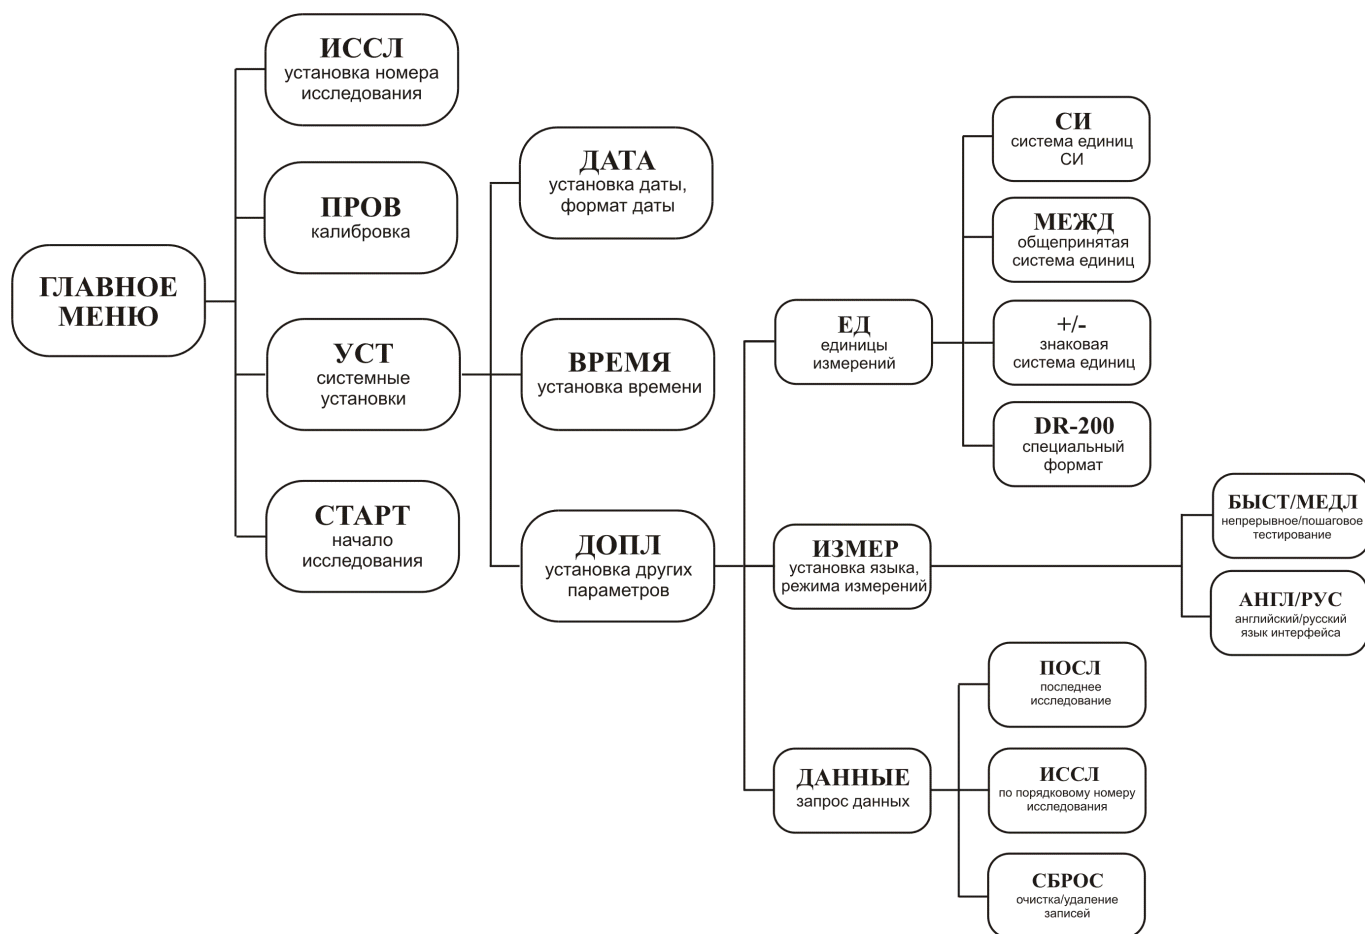 ГЛАВНОЕ
МЕНЮ
ИССЛ
установка номера
исследования
ПРОВ
калибровка
УСТ
системные
установки
СТАРТ
начало
исследования
ДАТА
установка даты,
формат даты
ВРЕМЯ
установка времени
ДОПЛ
установка других
параметров
ЕД
единицы
измерений
СИ
система единиц
СИ
МЕЖД
общепринятая
система единиц
+/-
знаковая
система единиц
DR-200
специальный
формат
ИЗМЕР
установка языка,
режима измерений
БЫСТ/МЕДЛ
непрерывное/пошаговое
тестирование
АНГЛ/РУС
английский/русский
язык интерфейса
ДАННЫЕ
запрос данных
ПОСЛ
последнее
исследование
ИССЛ
по порядковому номеру
исследования
СБРОС
очистка/удаление
записей